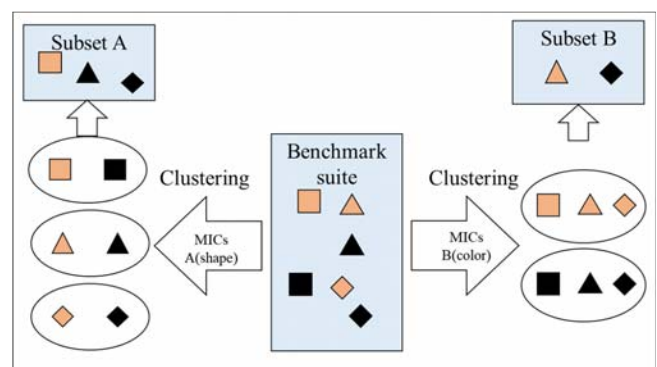 Subset A
Subset B
Benchmark
suite
Clustering
MICs
A(shape)
Clustering
MICs
B(color)